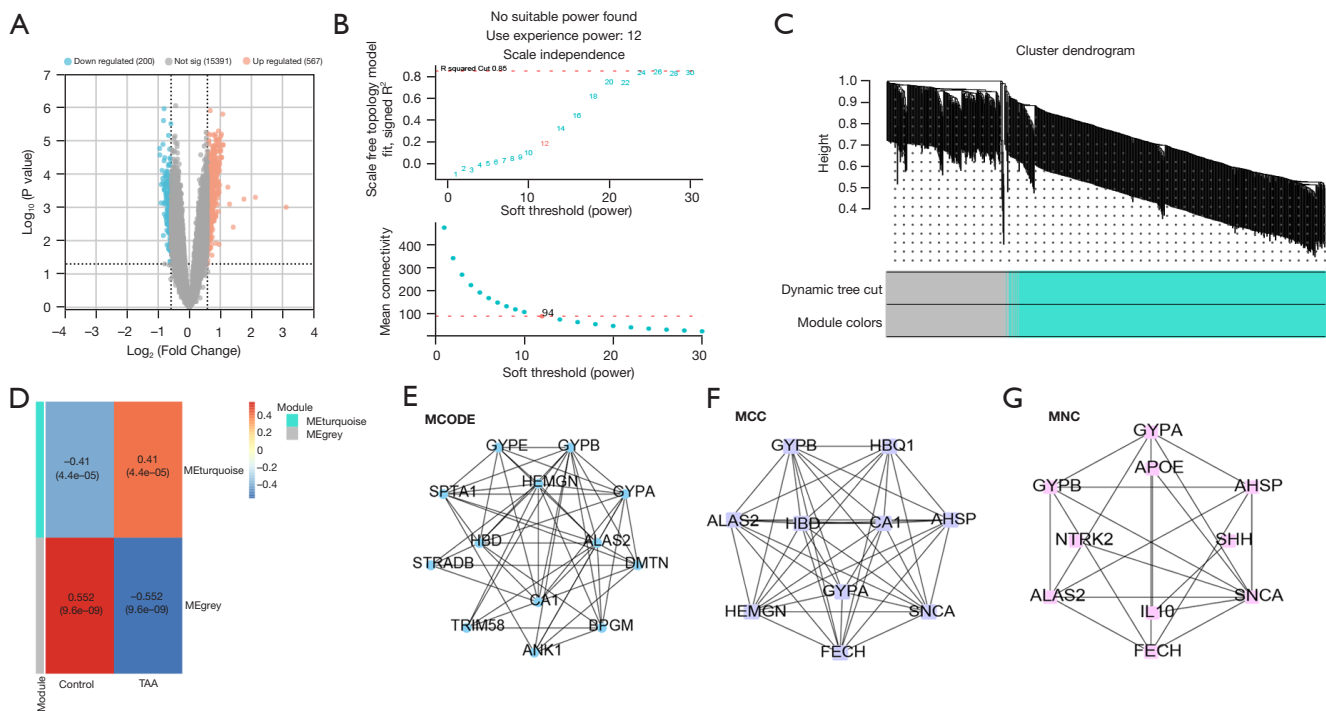 A
Down regulated (200) Not sig (15391) Up regulated (567)
7
6
5
4
3
2
1
0
Log10 (P value)
−4 −3 −2 −1 0 1 2 3 4
Log2 (Fold Change)
B
No suitable power found
Use experience power: 12
Scale independence
R squared Cut 0.85
Scale free topology model
fit, signed R2
0.8
0.6
0.4
0.2
0.0
1 2 3 4 5 6 7 8 9 10 12 14 16 18 20 22 24 26 28 30
0 10 20 30
Soft threshold (power)
Mean connectivity
400
300
200
100
94
0 10 20 30
Soft threshold (power)
C
Cluster dendrogram
Height
1.0
0.9
0.8
0.7
0.6
0.5
0.4
Dynamic tree cut
Module colors
D
−0.41
(4.4e−05)
0.41
(4.4e−05)
MEturquoise
0.552
(9.6e−09)
−0.552
(9.6e−09)
MEgrey
Module
Control TAA
0.4
0.2
0
−0.2
−0.4
Module
MEturquoise
MEgrey
E
MCODE
GYPE GYPB
HEMGN
SPTA1 GYPA
HBD ALAS2
STRADB DMTN
CA1
TRIM58 BPGM
ANK1
F
MCC
GYPB HBQ1
ALAS2 HBD CA1 AHSP
GYPA
HEMGN SNCA
FECH
G
MNC
GYPA
APOE
GYPB AHSP
NTRK2 SHH
ALAS2 SNCA
IL10
FECH